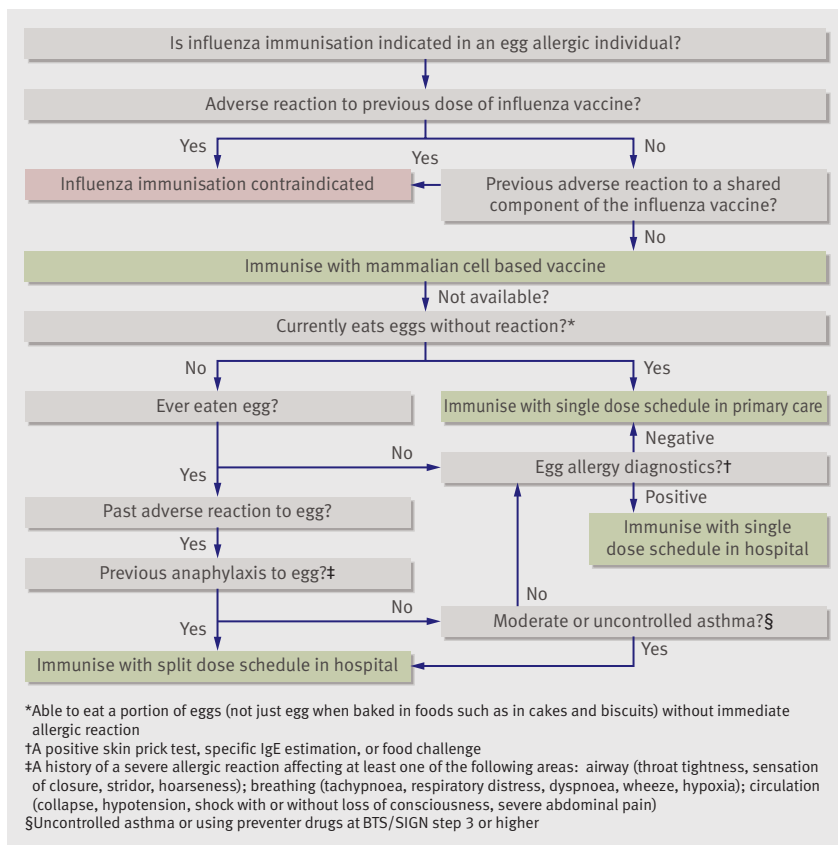 Is influenza immunisation indicated in an egg allergic individual?
Adverse reaction to previous dose of influenza vaccine?
Yes
No
Yes
Influenza immunisation contraindicated
Previous adverse reaction to a shared
component of the influenza vaccine?
No
Immunise with mammalian cell based vaccine
Not available?
Currently eats eggs without reaction?*
No
Yes
Ever eaten egg?
Immunise with single dose schedule in primary care
Negative
No
Egg allergy diagnostics?†
Yes
Positive
Past adverse reaction to egg?
Immunise with single
dose schedule in hospital
Yes
Previous anaphylaxis to egg?‡
No
No
Moderate or uncontrolled asthma?§
Yes
Yes
Immunise with split dose schedule in hospital
*Able to eat a portion of eggs (not just egg when baked in foods such as in cakes and biscuits) without immediate
allergic reaction
†A positive skin prick test, specific IgE estimation, or food challenge
‡A history of a severe allergic reaction affecting at least one of the following areas: airway (throat tightness, sensation
of closure, stridor, hoarseness); breathing (tachypnoea, respiratory distress, dyspnoea, wheeze, hypoxia); circulation
(collapse, hypotension, shock with or without loss of consciousness, severe abdominal pain)
§Uncontrolled asthma or using preventer drugs at BTS/SIGN step 3 or higher